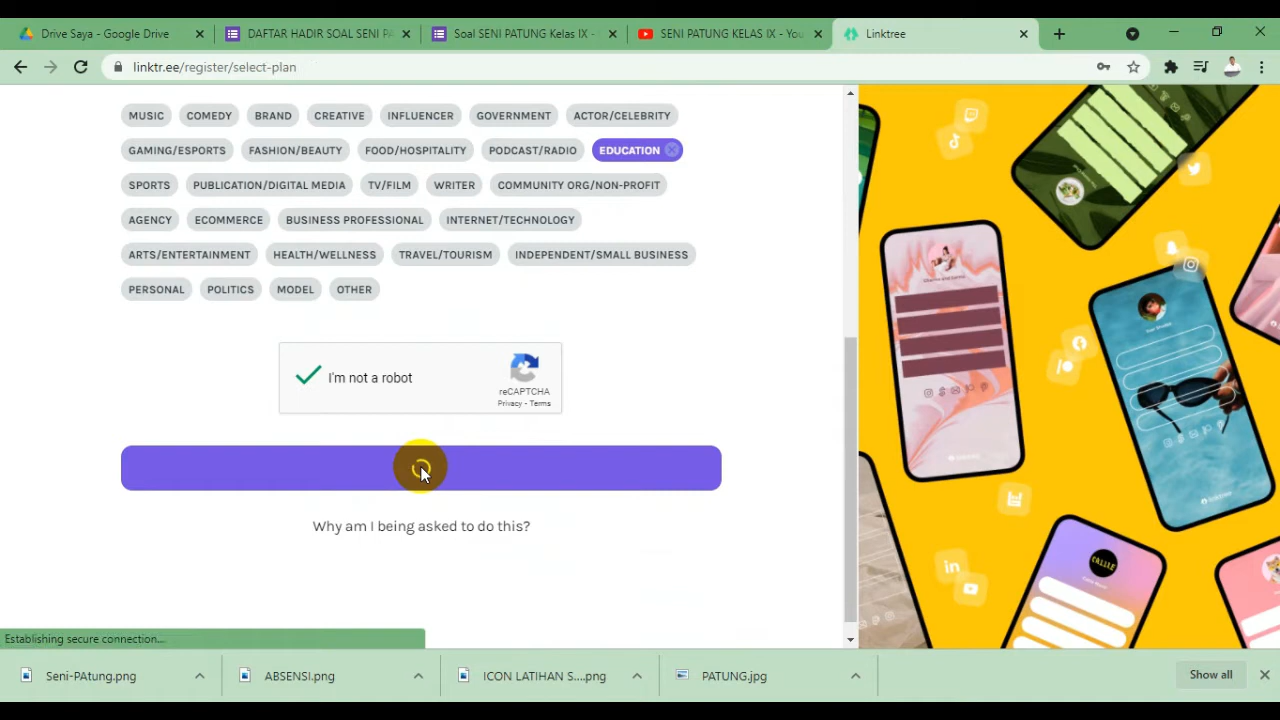 Drive Saya - Google Drive
DAFTAR HADIR SOAL SENI PA
Soal SENI PATUNG Kelas IX -
SENI PATUNG KELAS IX - You
Linktree
linktr.ee/register/select-plan
MUSIC COMEDY BRAND CREATIVE INFLUENCER GOVERNMENT ACTOR/CELEBRITY
GAMING/ESPORTS FASHION/BEAUTY FOOD/HOSPITALITY PODCAST/RADIO EDUCATION
SPORTS PUBLICATION/DIGITAL MEDIA TV/FILM WRITER COMMUNITY ORG/NON-PROFIT
AGENCY ECOMMERCE BUSINESS PROFESSIONAL INTERNET/TECHNOLOGY
ARTS/ENTERTAINMENT HEALTH/WELLNESS TRAVEL/TOURISM INDEPENDENT/SMALL BUSINESS
PERSONAL POLITICS MODEL OTHER
I'm not a robot
reCAPTCHA
Privacy - Terms
Why am I being asked to do this?
Establishing secure connection...
Seni-PAtung.png
ABSENSI.png
ICON LATIHAN S....png
PATUNG.jpg
Show all